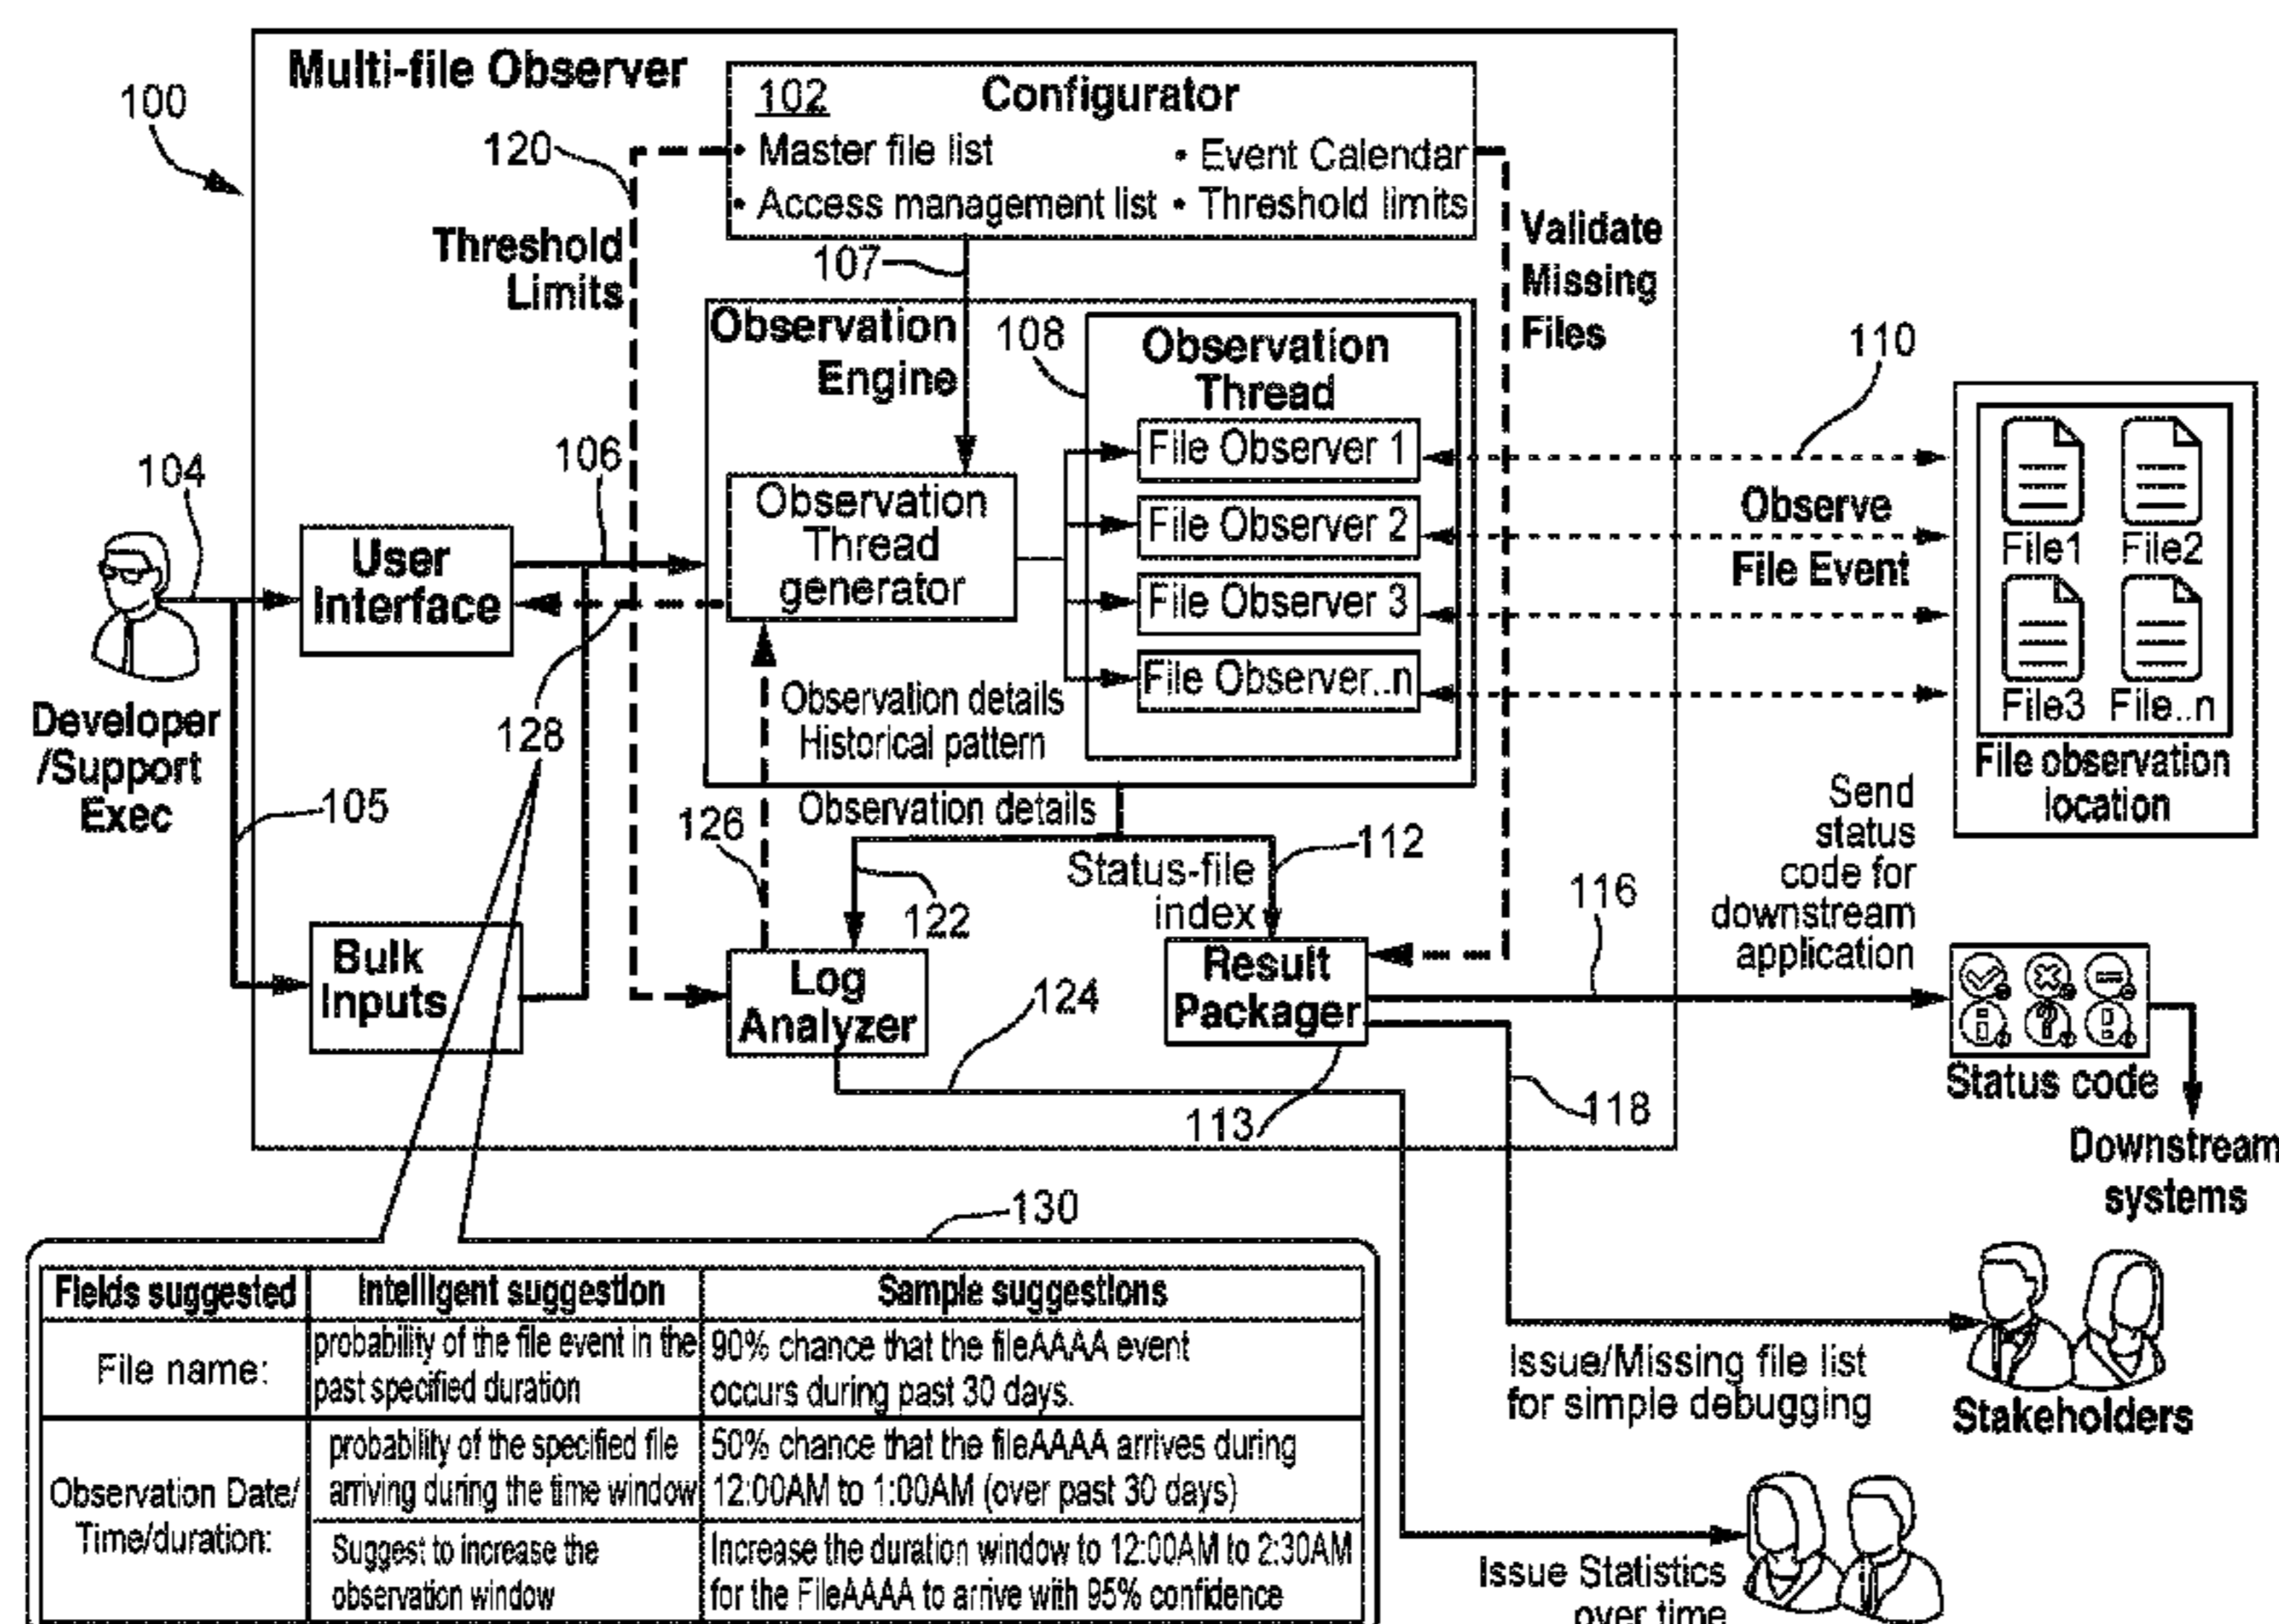 Multi-file Observer
100
102
Configurator
• Master file list
• Event Calendar
• Access management list
• Threshold limits
120
Threshold
Limits
107
Validate
Missing
Files
Observation
Engine
108
Observation
Thread
File Observer 1
File Observer 2
File Observer 3
File Observer..n
Observation
Thread
generator
110
Observe
File Event
File1
File2
File3
File..n
File observation
location
104
106
User
Interface
Developer
/Support
Exec
105
128
Observation details
Historical pattern
Observation details
126
122
Status-file
index
112
Bulk
Inputs
Log
Analyzer
Result
Packager
124
113
116
118
Send
status
code for
downstream
application
Status code
Downstream
systems
130
Fields suggested
Intelligent suggestion
Sample suggestions
File name:
probability of the file event in the
past specified duration
90% chance that the fileAAAA event
occurs during past 30 days.
Observation Date/
Time/duration:
probability of the specified file
arriving during the time window
50% chance that the fileAAAA arrives during
12:00AM to 1:00AM (over past 30 days)
Suggest to increase the
observation window
Increase the duration window to 12:00AM to 2:30AM
for the FileAAAA to arrive with 95% confidence
Issue/Missing file list
for simple debugging
Stakeholders
Issue Statistics
over time